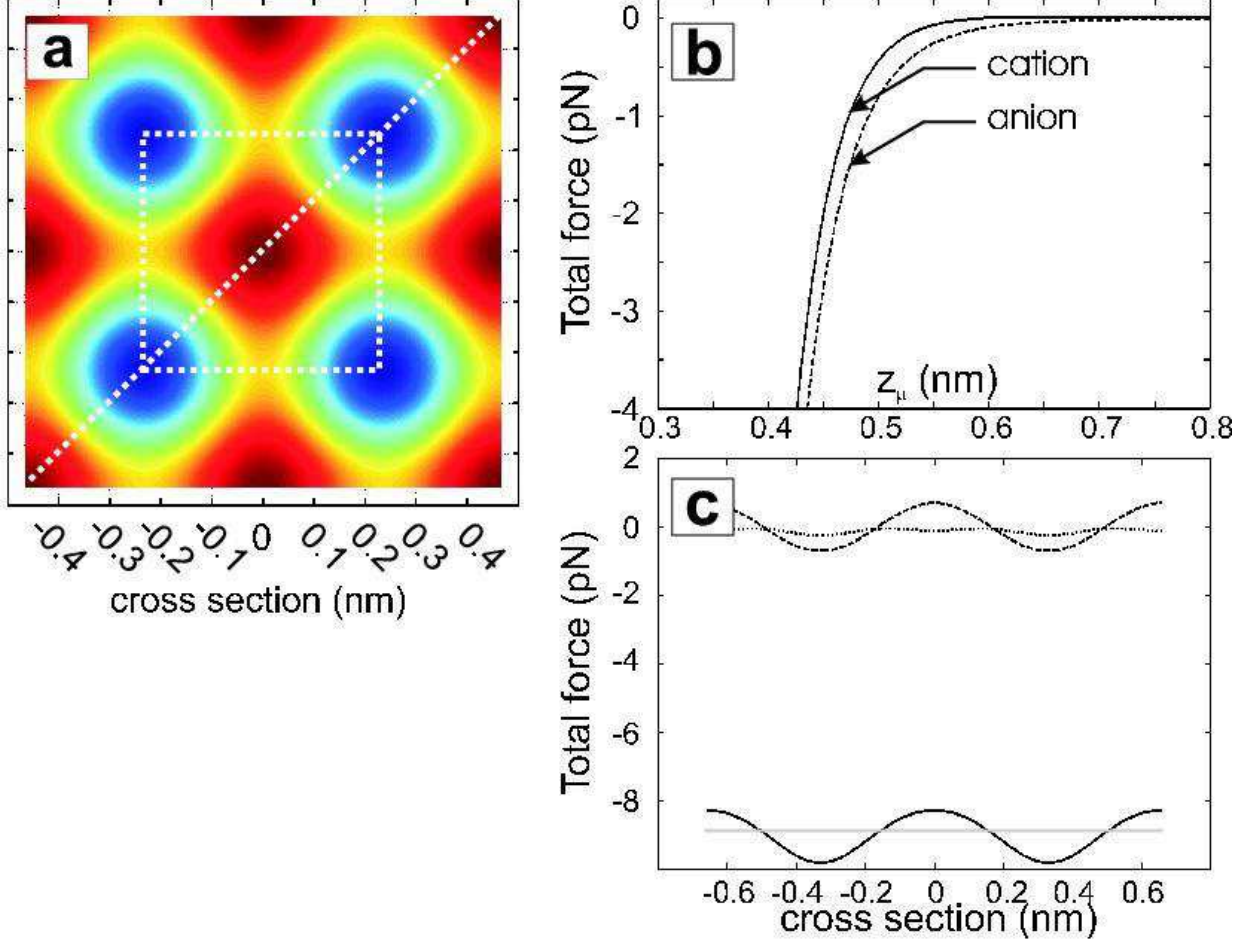 a
-0.4 -0.3 -0.2 -0.1 0 0.1 0.2 0.3 0.4
cross section (nm)
b
0
-1
-2
-3
-4
Total force (pN)
cation
anion
zμ (nm)
0.3 0.4 0.5 0.6 0.7 0.8
c
2
0
-2
-4
-6
-8
Total force (pN)
-0.6 -0.4 -0.2 0 0.2 0.4 0.6
cross section (nm)